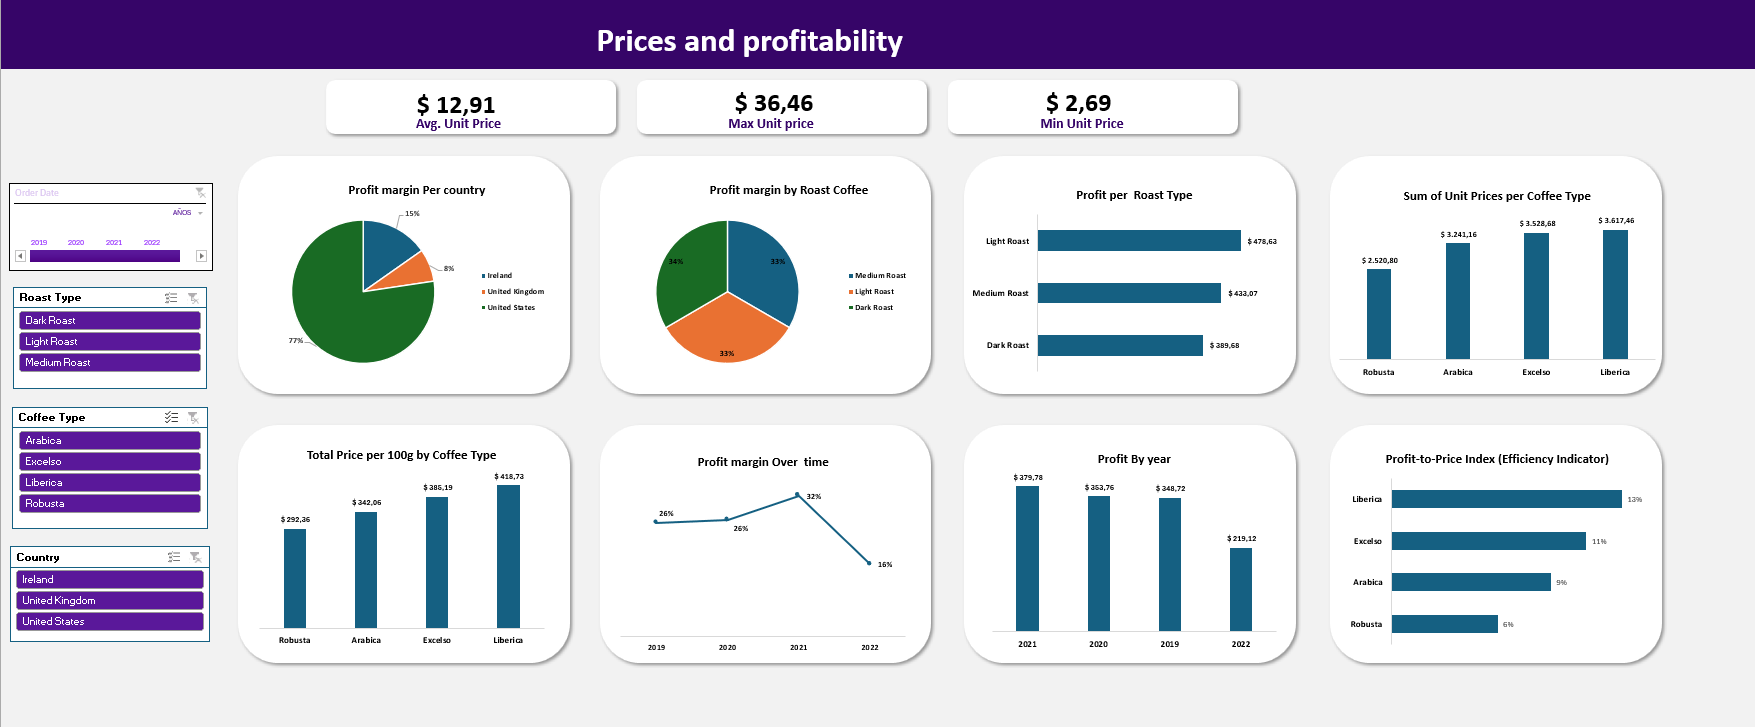 Prices and profitability
$ 12,91
Avg. Unit Price
$ 36,46
Max Unit price
$ 2,69
Min Unit Price
Order Date
AÑOS
2019 2020 2021 2022
Roast Type
Dark Roast
Light Roast
Medium Roast
Coffee Type
Arabica
Excelso
Liberica
Robusta
Country
Ireland
United Kingdom
United States
Profit margin Per country
15%
8%
77%
Ireland
United Kingdom
United States
Profit margin by Roast Coffee
34%
33%
33%
Medium Roast
Light Roast
Dark Roast
Profit per Roast Type
Light Roast $ 478,63
Medium Roast $ 433,07
Dark Roast $ 389,68
Sum of Unit Prices per Coffee Type
$ 2.520,80 $ 3.241,16 $ 3.528,68 $ 3.617,46
Robusta Arabica Excelso Liberica
Total Price per 100g by Coffee Type
$ 292,36 $ 342,06 $ 385,19 $ 418,73
Robusta Arabica Excelso Liberica
Profit margin Over time
26% 26% 32% 16%
2019 2020 2021 2022
Profit By year
$ 379,78 $ 353,76 $ 348,72 $ 219,12
2021 2020 2019 2022
Profit-to-Price Index (Efficiency Indicator)
Liberica 13%
Excelso 11%
Arabica 9%
Robusta 6%